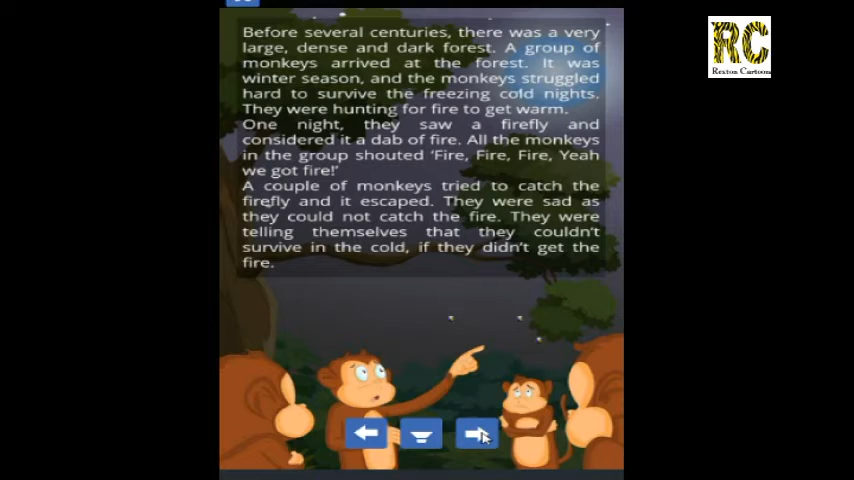 Before several centuries, there was a very
large, dense and dark forest. A group of
monkeys arrived at the forest. It was
winter season, and the monkeys struggled
hard to survive the freezing cold nights.
They were hunting for fire to get warm.
One night, they saw a firefly and
considered it a dab of fire. All the monkeys
in the group shouted ‘Fire, Fire, Fire, Yeah
we got fire!’
A couple of monkeys tried to catch the
firefly and it escaped. They were sad as
they could not catch the fire. They were
telling themselves that they couldn’t
survive in the cold, if they didn’t get the
fire.
RC
Rexton Cartoons